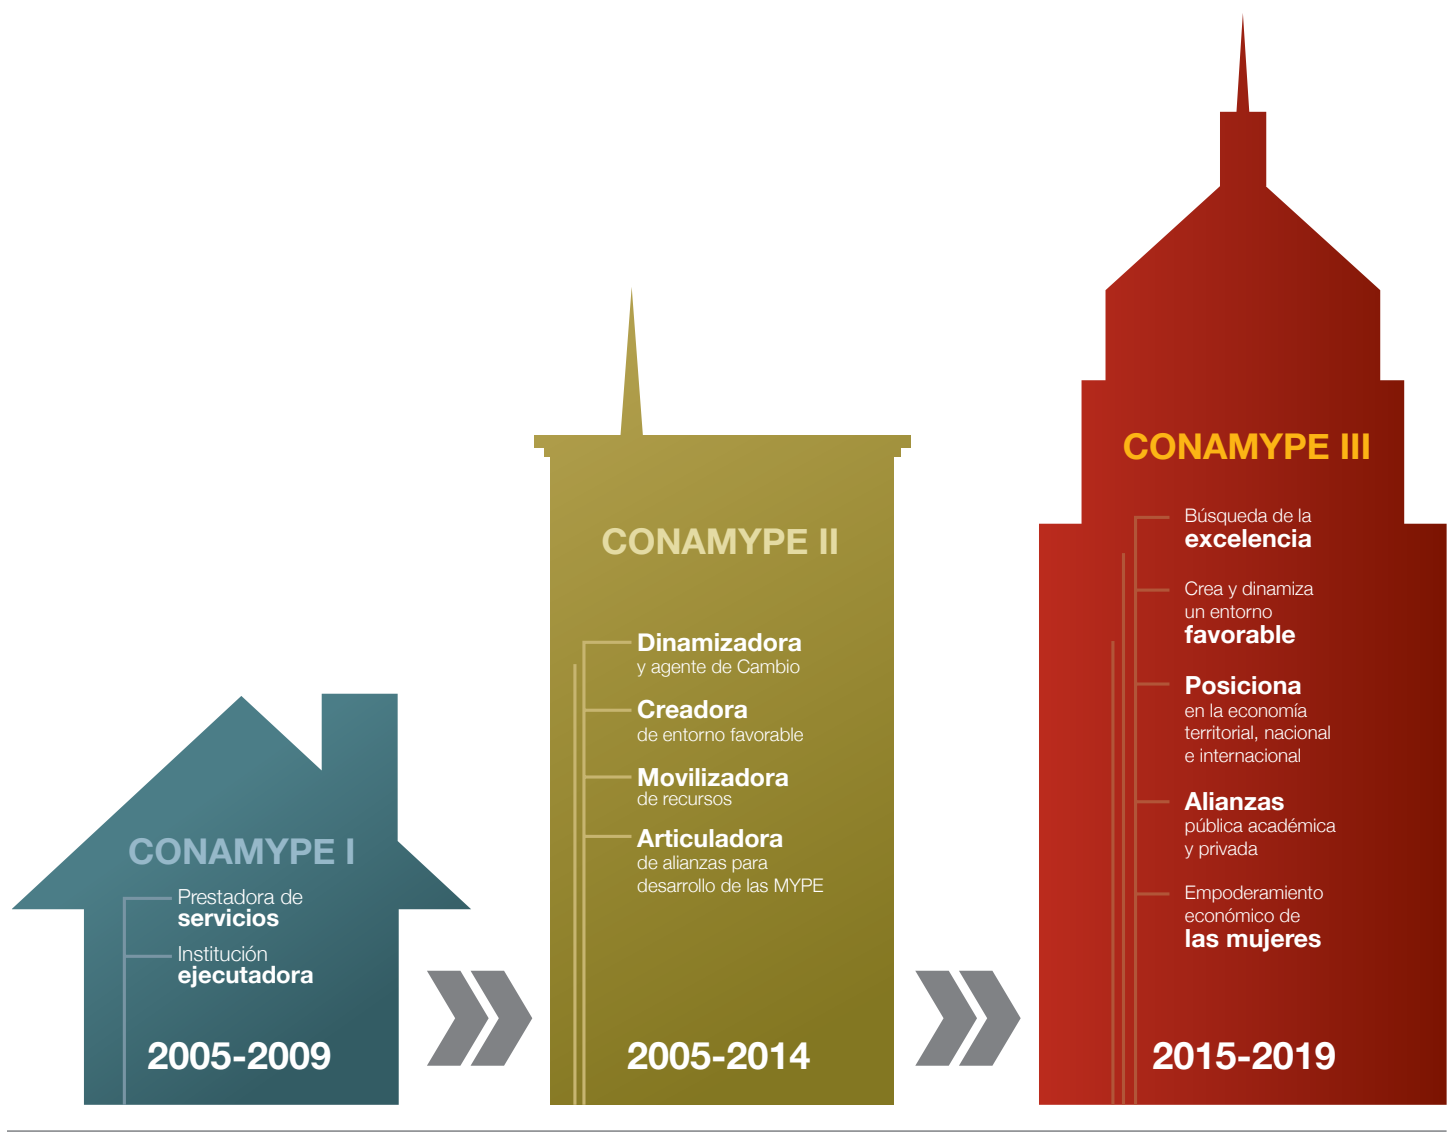 CONAMYPE I
Prestadora de
servicios
Institución
ejecutadora
2005-2009
CONAMYPE II
Dinamizadora
y agente de Cambio
Creadora
de entorno favorable
Movilizadora
de recursos
Articuladora
de alianzas para
desarrollo de las MYPE
2005-2014
CONAMYPE III
Búsqueda de la
excelencia
Crea y dinamiza
un entorno
favorable
Posiciona
en la economía
territorial, nacional
e internacional
Alianzas
pública académica
y privada
Empoderamiento
económico de
las mujeres
2015-2019